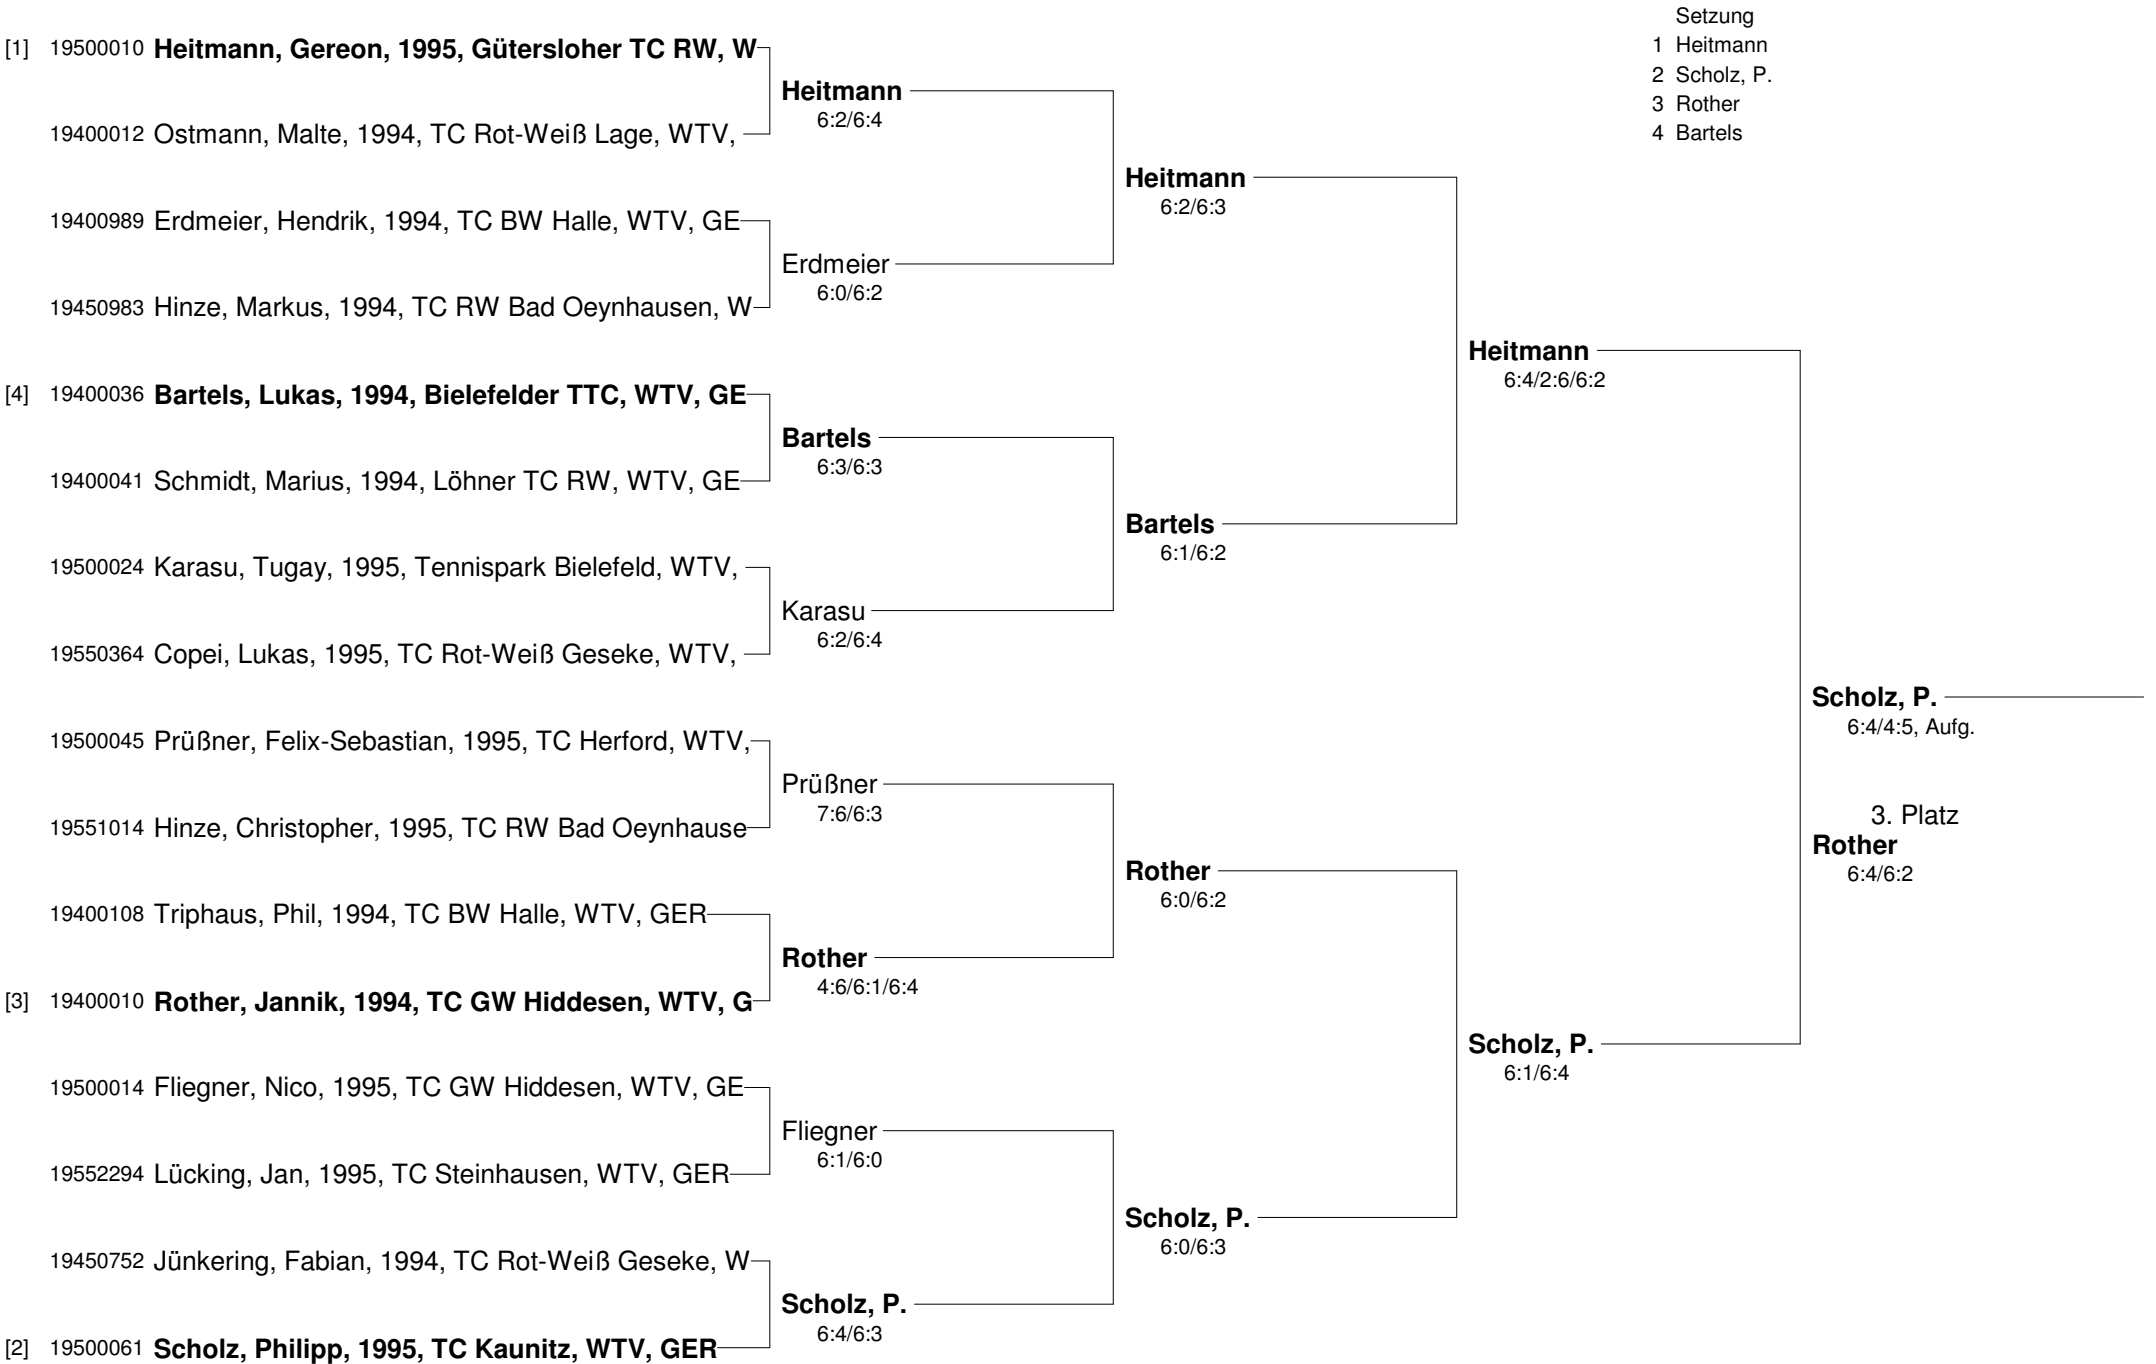 Setzung
1 Heitmann
2 Scholz, P.
3 Rother
4 Bartels
[1] 19500010 Heitmann, Gereon, 1995, Gütersloher TC RW, W
Heitmann
6:2/6:4
19400012 Ostmann, Malte, 1994, TC Rot-Weiß Lage, WTV,
Heitmann
6:2/6:3
19400989 Erdmeier, Hendrik, 1994, TC BW Halle, WTV, GE
Erdmeier
6:0/6:2
19450983 Hinze, Markus, 1994, TC RW Bad Oeynhausen, W
Heitmann
6:4/2:6/6:2
[4] 19400036 Bartels, Lukas, 1994, Bielefelder TTC, WTV, GE
Bartels
6:3/6:3
19400041 Schmidt, Marius, 1994, Löhner TC RW, WTV, GE
Bartels
6:1/6:2
19500024 Karasu, Tugay, 1995, Tennispark Bielefeld, WTV,
Karasu
6:2/6:4
19550364 Copei, Lukas, 1995, TC Rot-Weiß Geseke, WTV,
Scholz, P.
6:4/4:5, Aufg.
19500045 Prüßner, Felix-Sebastian, 1995, TC Herford, WTV,
Prüßner
7:6/6:3
3. Platz
Rother
6:4/6:2
19551014 Hinze, Christopher, 1995, TC RW Bad Oeynhause
Rother
6:0/6:2
19400108 Triphaus, Phil, 1994, TC BW Halle, WTV, GER
Rother
4:6/6:1/6:4
[3] 19400010 Rother, Jannik, 1994, TC GW Hiddesen, WTV, G
Scholz, P.
6:1/6:4
19500014 Fliegner, Nico, 1995, TC GW Hiddesen, WTV, GE
Fliegner
6:1/6:0
19552294 Lücking, Jan, 1995, TC Steinhausen, WTV, GER
Scholz, P.
6:0/6:3
19450752 Jünkering, Fabian, 1994, TC Rot-Weiß Geseke, W
Scholz, P.
6:4/6:3
[2] 19500061 Scholz, Philipp, 1995, TC Kaunitz, WTV, GER